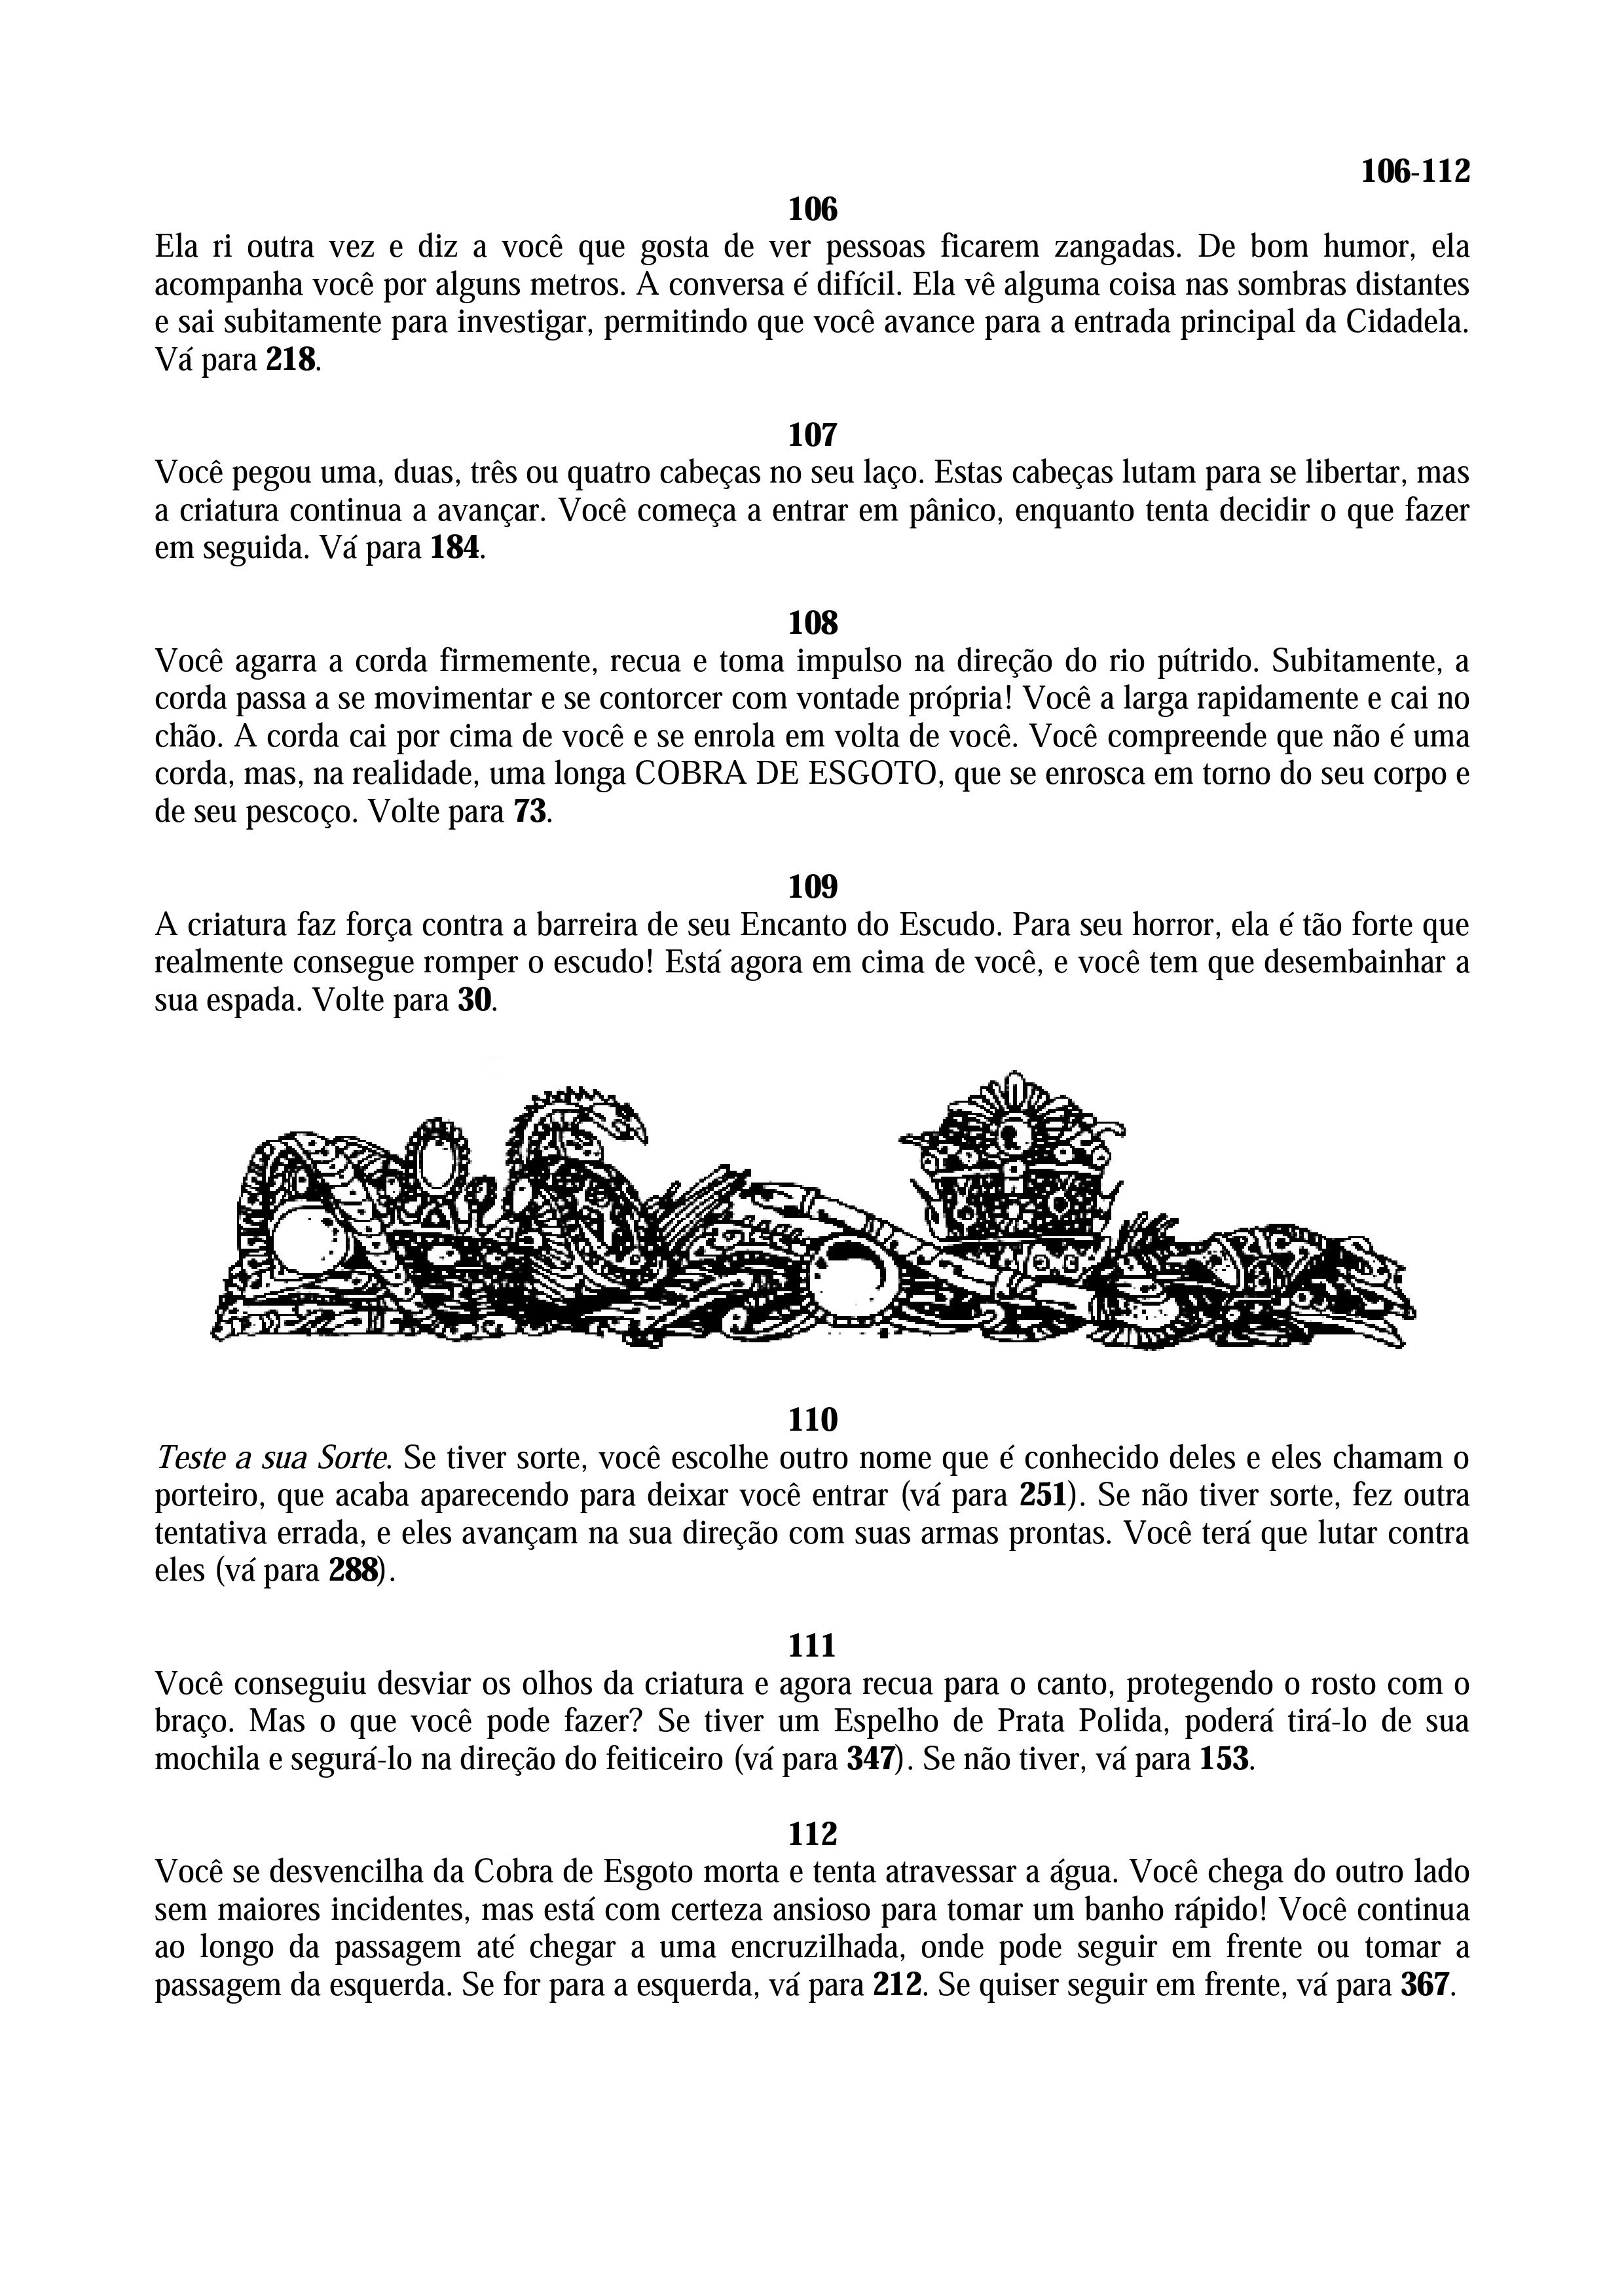 106-112
106
Ela ri outra vez e diz a você que gosta de ver pessoas ficarem zangadas. De bom humor, ela
acompanha você por alguns metros. A conversa é difícil. Ela vê alguma coisa nas sombras distantes
e sai subitamente para investigar, permitindo que você avance para a entrada principal da Cidadela.
Vá para 218.
107
Você pegou uma, duas, três ou quatro cabeças no seu laço. Estas cabeças lutam para se libertar, mas
a criatura continua a avançar. Você começa a entrar em pânico, enquanto tenta decidir o que fazer
em seguida. Vá para 184.
108
Você agarra a corda firmemente, recua e toma impulso na direção do rio pútrido. Subitamente, a
corda passa a se movimentar e se contorcer com vontade própria! Você a larga rapidamente e cai no
chão. A corda cai por cima de você e se enrola em volta de você. Você compreende que não é uma
corda, mas, na realidade, uma longa COBRA DE ESGOTO, que se enrosca em torno do seu corpo e
de seu pescoço. Volte para 73.
109
A criatura faz força contra a barreira de seu Encanto do Escudo. Para seu horror, ela é tão forte que
realmente consegue romper o escudo! Está agora em cima de você, e você tem que desembainhar a
sua espada. Volte para 30.
110
Teste a sua Sorte. Se tiver sorte, você escolhe outro nome que é conhecido deles e eles chamam o
porteiro, que acaba aparecendo para deixar você entrar (vá para 251). Se não tiver sorte, fez outra
tentativa errada, e eles avançam na sua direção com suas armas prontas. Você terá que lutar contra
eles (vá para 288).
111
Você conseguiu desviar os olhos da criatura e agora recua para o canto, protegendo o rosto com o
braço. Mas o que você pode fazer? Se tiver um Espelho de Prata Polida, poderá tirá-lo de sua
mochila e segurá-lo na direção do feiticeiro (vá para 347). Se não tiver, vá para 153.
112
Você se desvencilha da Cobra de Esgoto morta e tenta atravessar a água. Você chega do outro lado
sem maiores incidentes, mas está com certeza ansioso para tomar um banho rápido! Você continua
ao longo da passagem até chegar a uma encruzilhada, onde pode seguir em frente ou tomar a
passagem da esquerda. Se for para a esquerda, vá para 212. Se quiser seguir em frente, vá para 367.